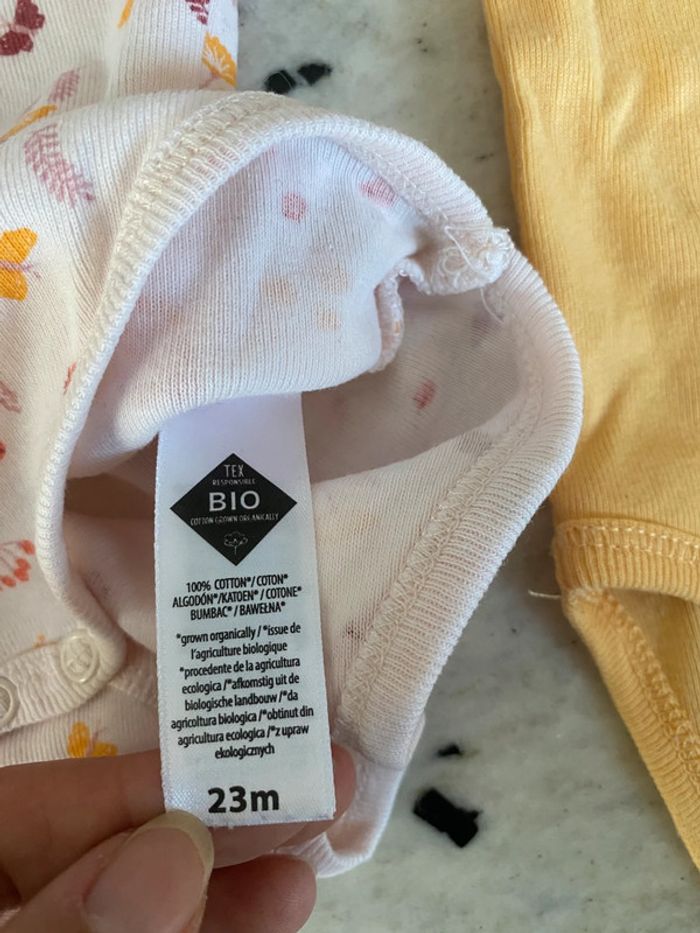 TEX
RESPONSIBLE
BIO
COTTON GROWN ORGANICALLY
100% COTTON*/COTON*
ALGODÓN*/KATOEN* / COTONE*
BUMBAC* / BAWEŁNA*
*grown organically / *issue de
l'agriculture biologique
*procedente de la agricultura
ecologica /*afkomstig uit de
biologische landbouw /*da
agricoltura biologica /*obtinut din
agricultura ecologica /*z upraw
ekologicznych
23m